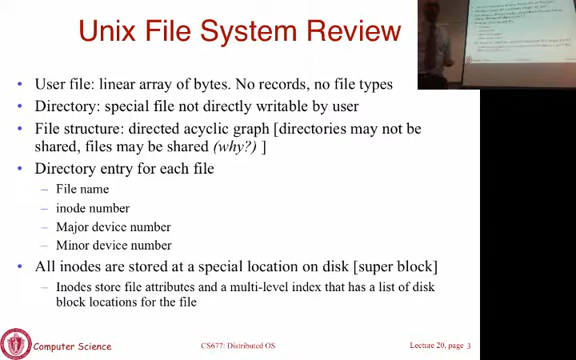 Unix File System Review
• User file: linear array of bytes. No records, no file types
• Directory: special file not directly writable by user
• File structure: directed acyclic graph [directories may not be
shared, files may be shared (why?) ]
• Directory entry for each file
– File name
– inode number
– Major device number
– Minor device number
• All inodes are stored at a special location on disk [super block]
– Inodes store file attributes and a multi-level index that has a list of disk
block locations for the file
Computer Science
CS677: Distributed OS
Lecture 20, page 3